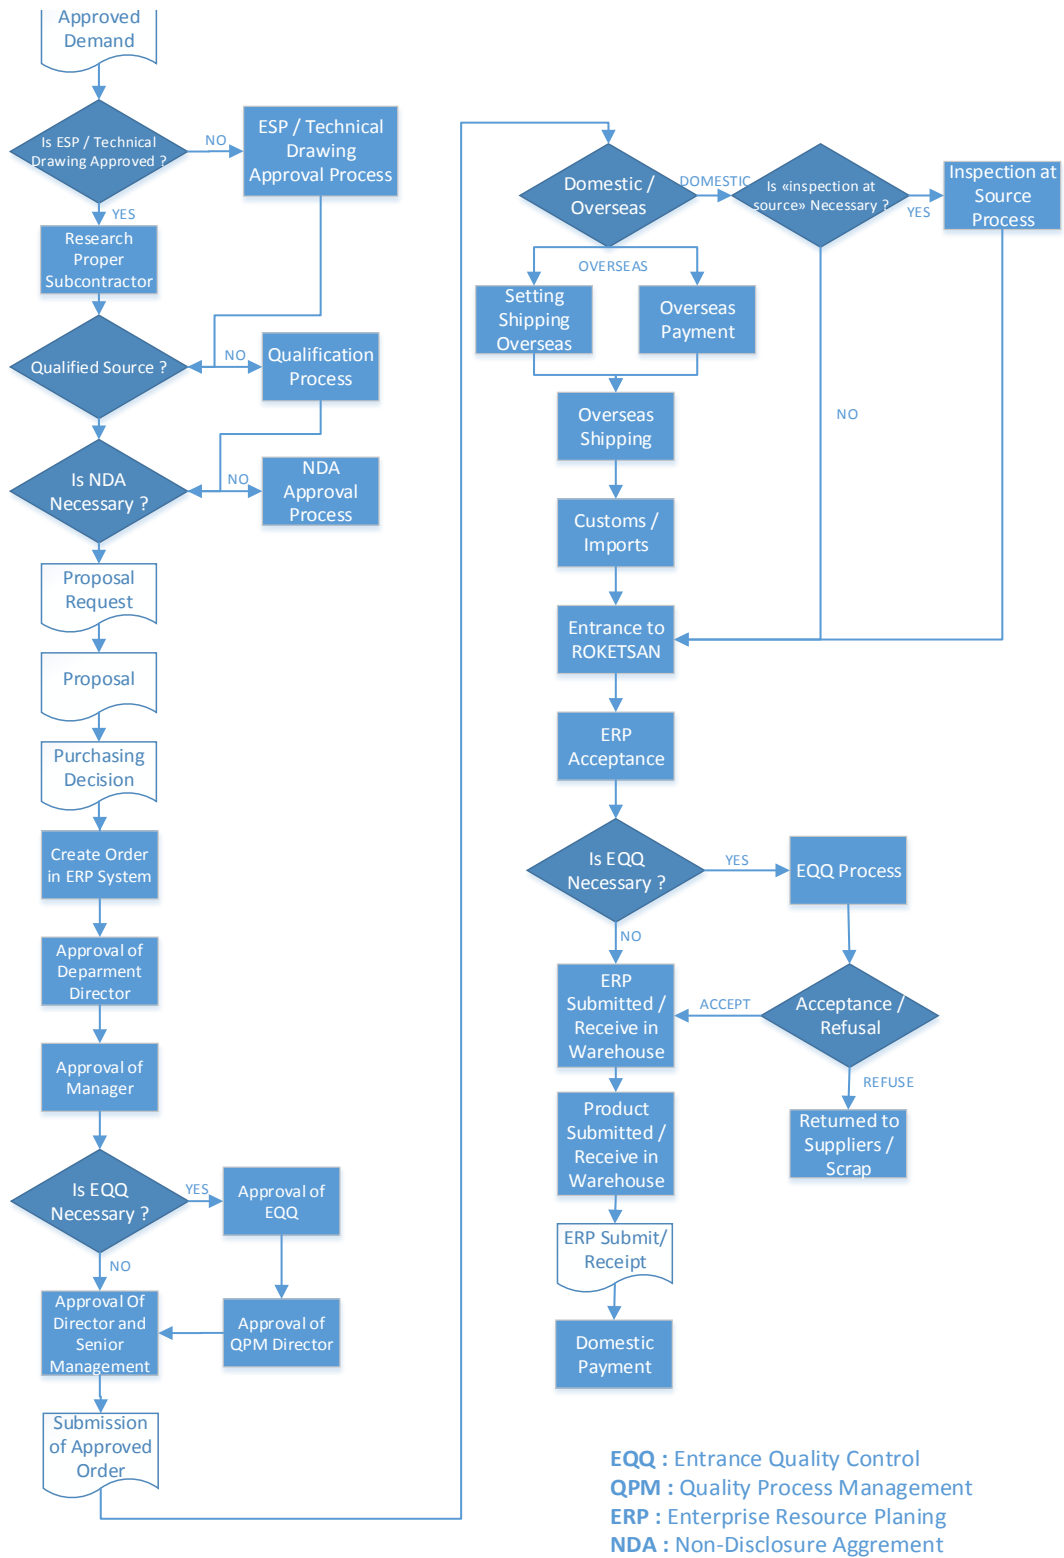 Approved
Demand
Is ESP / Technical
Drawing Approved ?
NO
ESP / Technical
Drawing
Approval Process
YES
Research
Proper
Subcontractor
Qualified Source ?
NO
Qualification
Process
Is NDA
Necessary ?
NO
NDA
Approval
Process
Proposal
Request
Proposal
Purchasing
Decision
Create Order
in ERP System
Approval of
Deparment
Director
Approval of
Manager
Is EQQ
Necessary ?
YES
Approval of
EQQ
NO
Approval Of
Director and
Senior
Management
Approval of
QPM Director
Submission
of Approved
Order
Domestic /
Overseas
DOMESTIC
Is «inspection at
source» Necessary ?
YES
Inspection at
Source
Process
OVERSEAS
Setting
Shipping
Overseas
Overseas
Payment
NO
Overseas
Shipping
Customs /
Imports
Entrance to
ROKETSAN
ERP
Acceptance
Is EQQ
Necessary ?
YES
EQQ Process
NO
ERP
Submitted /
Receive in
Warehouse
ACCEPT
Acceptance /
Refusal
REFUSE
Returned to
Suppliers /
Scrap
Product
Submitted /
Receive in
Warehouse
ERP Submit/
Receipt
Domestic
Payment
EQQ : Entrance Quality Control
QPM : Quality Process Management
ERP : Enterprise Resource Planing
NDA : Non-Disclosure Aggrement